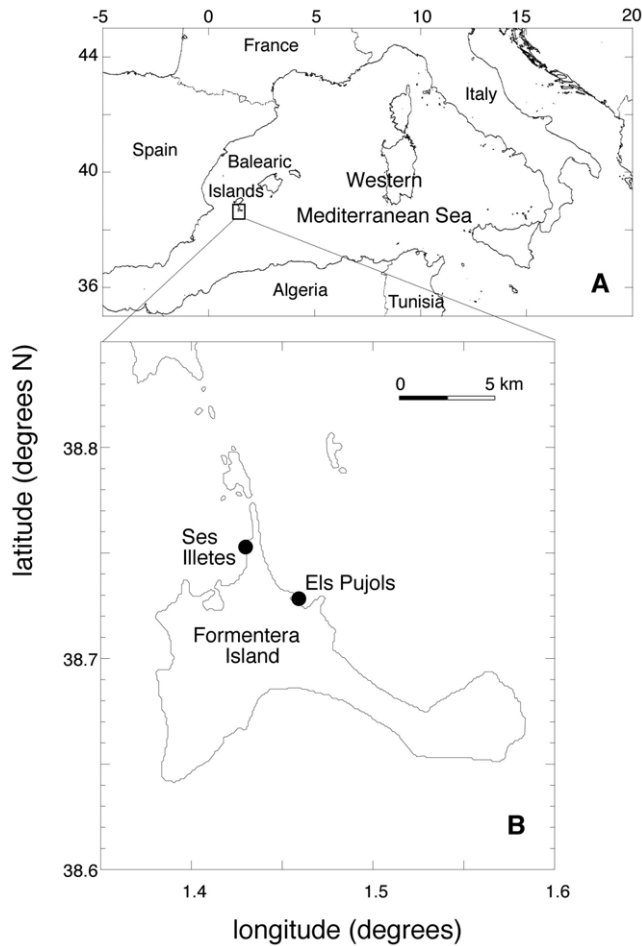 -5 0 5 10 15 20
44
40
36
France
Italy
Spain
Balearic
Islands
Western
Mediterranean Sea
Algeria
Tunisia
A
0 5 km
38.8
38.7
38.6
latitude (degrees N)
Ses
Illetes
Els Pujols
Formentera
Island
B
1.4 1.5 1.6
longitude (degrees)